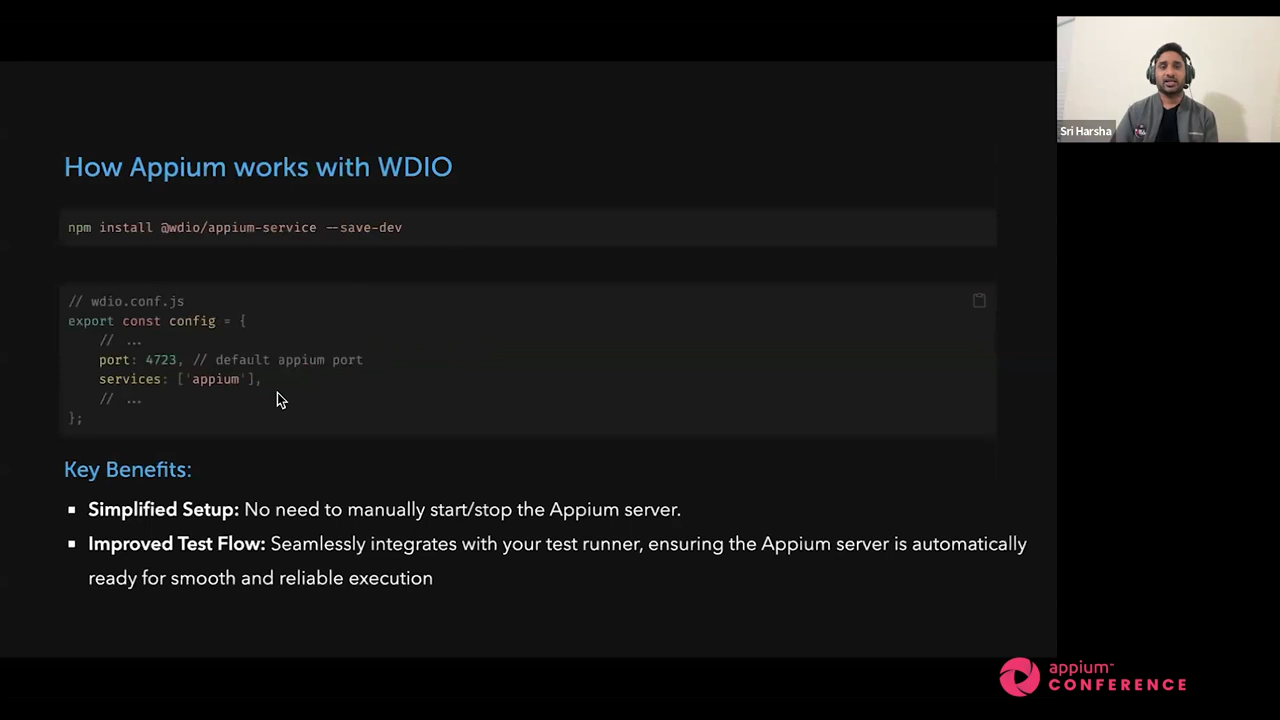 How Appium works with WDIO
npm install @wdio/appium-service --save-dev
// wdio.conf.js
export const config = {
// ...
port: 4723, // default appium port
services: ['appium'],
// ...
};
Key Benefits:
▪ Simplified Setup: No need to manually start/stop the Appium server.
▪ Improved Test Flow: Seamlessly integrates with your test runner, ensuring the Appium server is automatically
ready for smooth and reliable execution
Sri Harsha
appium™
CONFERENCE